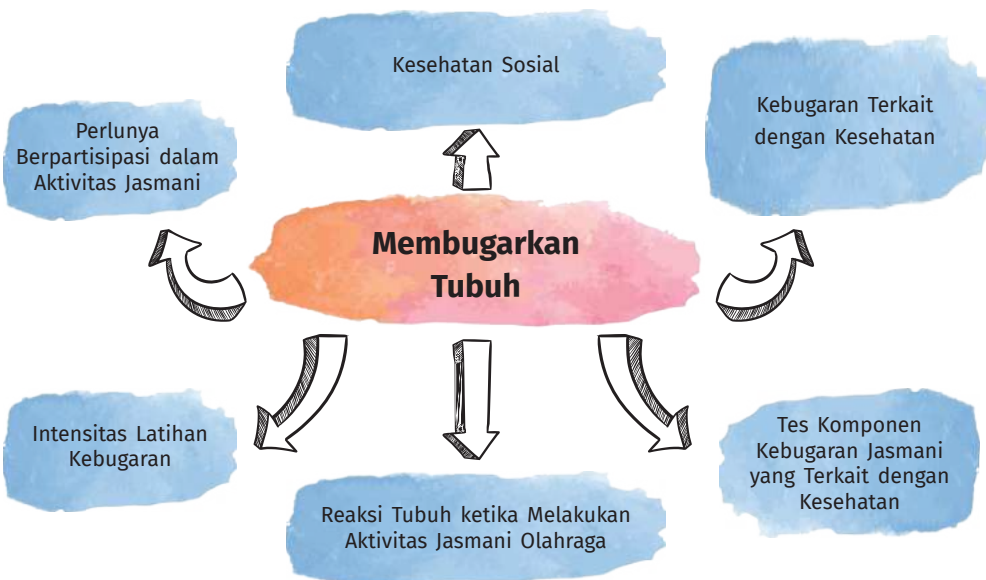 Kesehatan Sosial
Kebugaran Terkait
dengan Kesehatan
Perlunya
Berpartisipasi dalam
Aktivitas Jasmani
Membugarkan
Tubuh
Intensitas Latihan
Kebugaran
Reaksi Tubuh ketika Melakukan
Aktivitas Jasmani Olahraga
Tes Komponen
Kebugaran Jasmani
yang Terkait dengan
Kesehatan